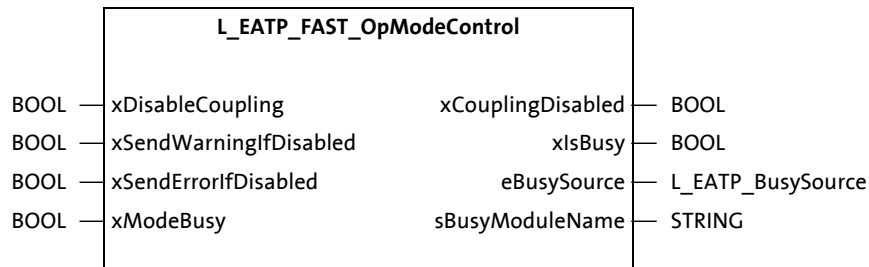 L_EATP_FAST_OpModeControl
BOOL xDisableCoupling xCouplingDisabled BOOL
BOOL xSendWarningIfDisabled xIsBusy BOOL
BOOL xSendErrorIfDisabled eBusySource L_EATP_BusySource
BOOL xModeBusy sBusyModuleName STRING